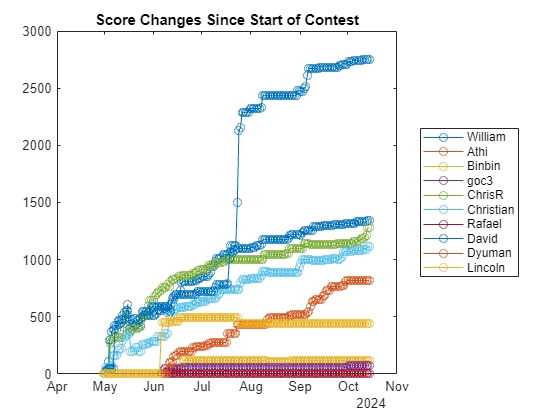 Score Changes Since Start of Contest
3000
2500
2000
1500
1000
500
0
Apr May Jun Jul Aug Sep Oct Nov
2024
William
Athi
Binbin
goc3
ChrisR
Christian
Rafael
David
Dyuman
Lincoln